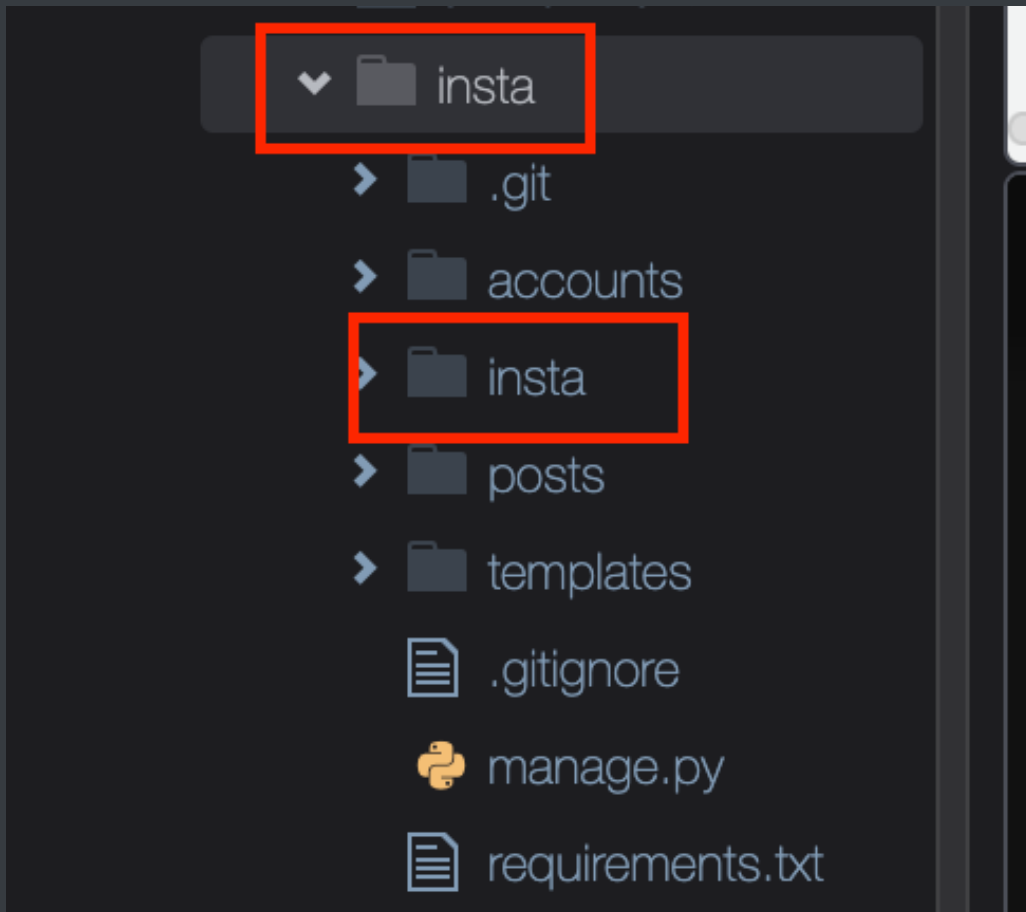 insta
.git
accounts
insta
posts
templates
.gitignore
manage.py
requirements.txt